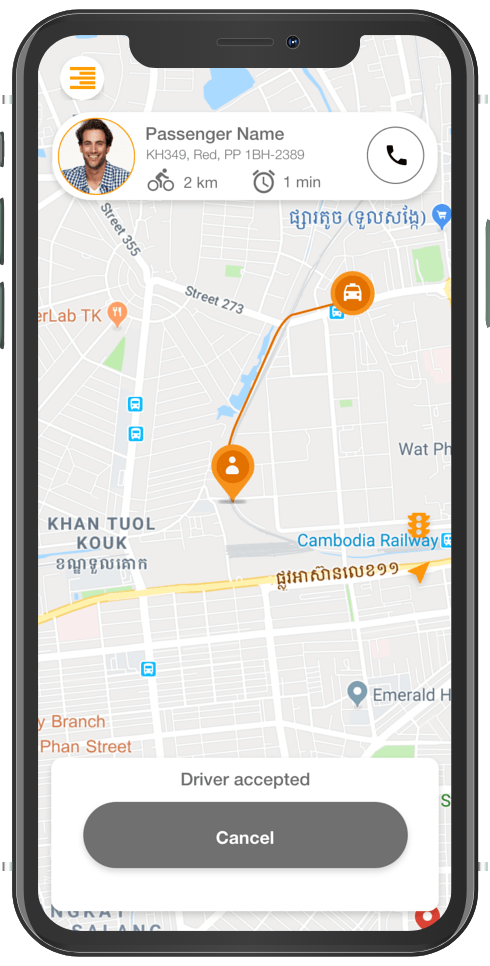 Passenger Name
KH349, Red, PP 1BH-2389
2 km
1 min
Street 355
ផ្សារតូច (ទួលសង្កែ)
Street 273
erLab TK
Wat Ph
KHAN TUOL
KOUK
ខណ្ឌទួលគោក
Cambodia Railway
ផ្លូវអាស៊ានលេខ១១
Emerald H
y Branch
Phan Street
Driver accepted
S
Cancel
NGKAT
SALANG